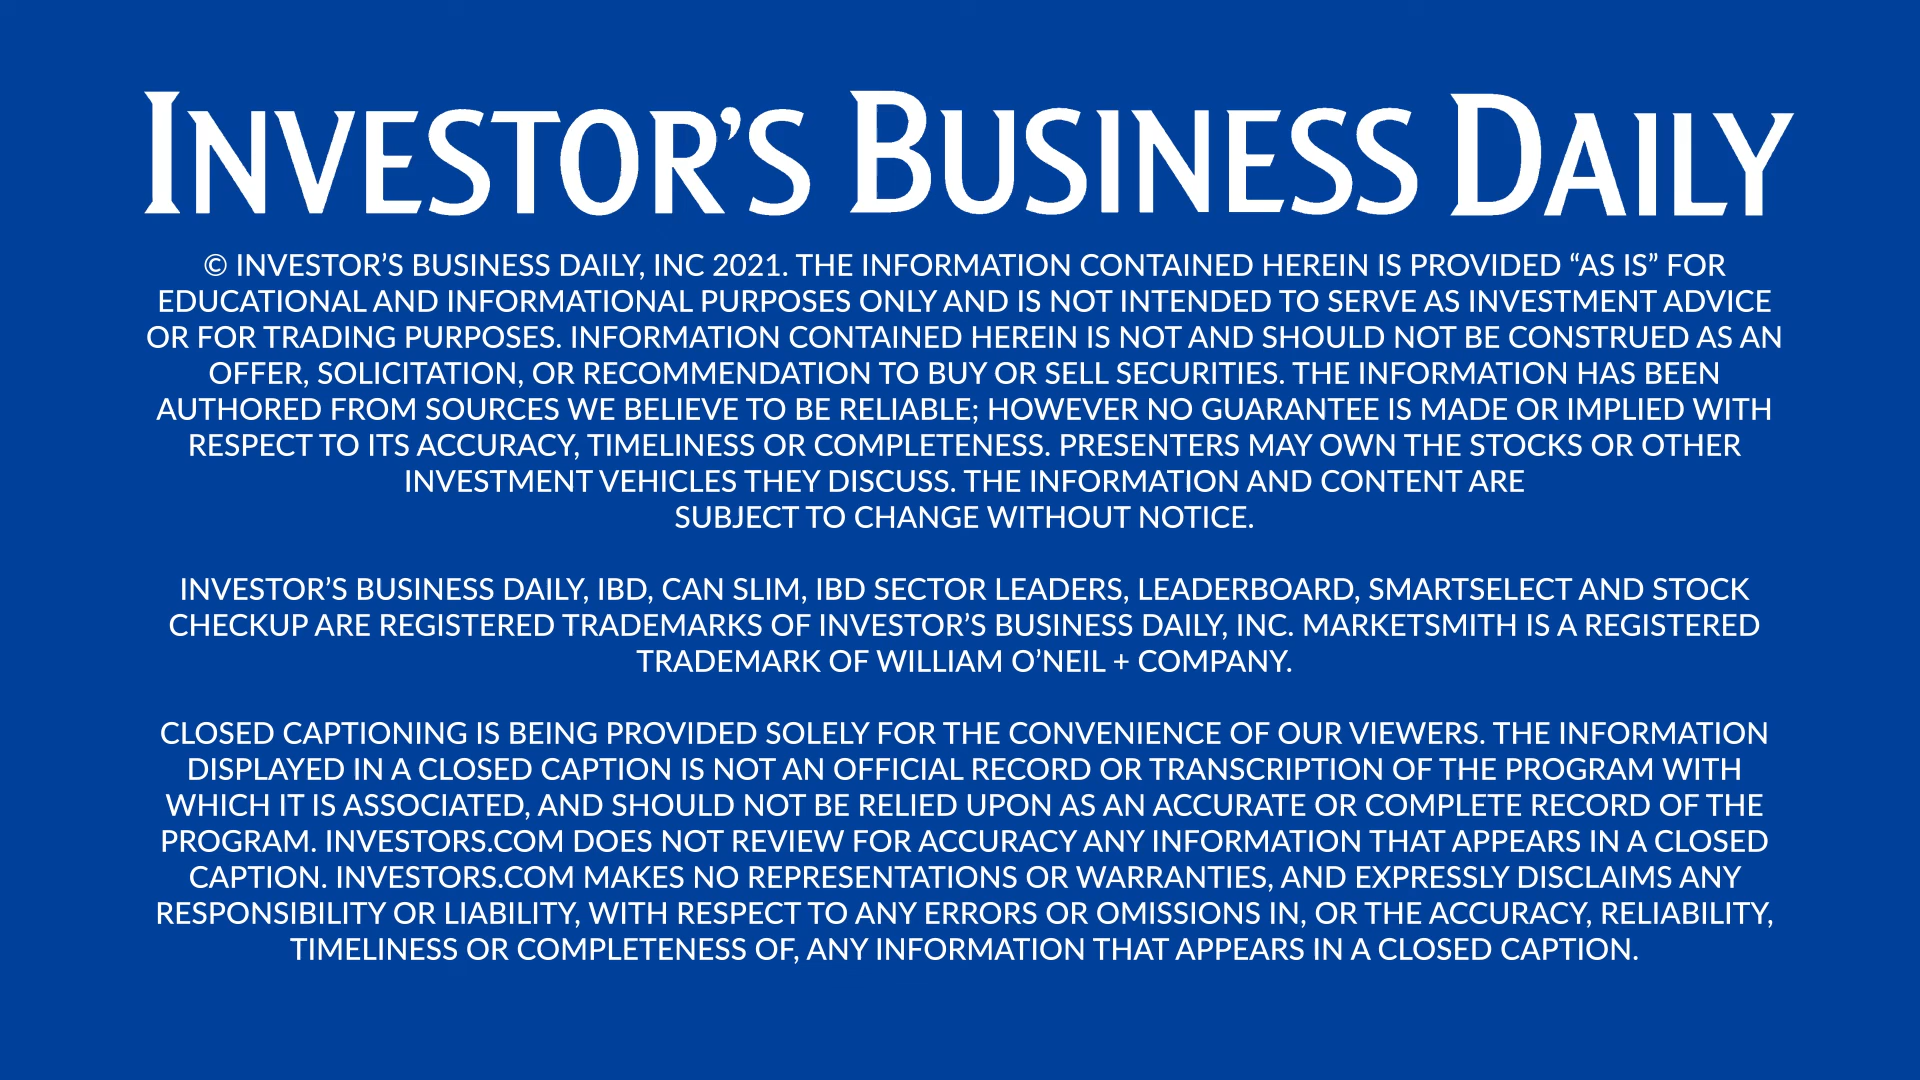 INVESTOR’S BUSINESS DAILY
© INVESTOR’S BUSINESS DAILY, INC 2021. THE INFORMATION CONTAINED HEREIN IS PROVIDED “AS IS” FOR
EDUCATIONAL AND INFORMATIONAL PURPOSES ONLY AND IS NOT INTENDED TO SERVE AS INVESTMENT ADVICE
OR FOR TRADING PURPOSES. INFORMATION CONTAINED HEREIN IS NOT AND SHOULD NOT BE CONSTRUED AS AN
OFFER, SOLICITATION, OR RECOMMENDATION TO BUY OR SELL SECURITIES. THE INFORMATION HAS BEEN
AUTHORED FROM SOURCES WE BELIEVE TO BE RELIABLE; HOWEVER NO GUARANTEE IS MADE OR IMPLIED WITH
RESPECT TO ITS ACCURACY, TIMELINESS OR COMPLETENESS. PRESENTERS MAY OWN THE STOCKS OR OTHER
INVESTMENT VEHICLES THEY DISCUSS. THE INFORMATION AND CONTENT ARE
SUBJECT TO CHANGE WITHOUT NOTICE.
INVESTOR’S BUSINESS DAILY, IBD, CAN SLIM, IBD SECTOR LEADERS, LEADERBOARD, SMARTSELECT AND STOCK
CHECKUP ARE REGISTERED TRADEMARKS OF INVESTOR’S BUSINESS DAILY, INC. MARKETSMITH IS A REGISTERED
TRADEMARK OF WILLIAM O’NEIL + COMPANY.
CLOSED CAPTIONING IS BEING PROVIDED SOLELY FOR THE CONVENIENCE OF OUR VIEWERS. THE INFORMATION
DISPLAYED IN A CLOSED CAPTION IS NOT AN OFFICIAL RECORD OR TRANSCRIPTION OF THE PROGRAM WITH
WHICH IT IS ASSOCIATED, AND SHOULD NOT BE RELIED UPON AS AN ACCURATE OR COMPLETE RECORD OF THE
PROGRAM. INVESTORS.COM DOES NOT REVIEW FOR ACCURACY ANY INFORMATION THAT APPEARS IN A CLOSED
CAPTION. INVESTORS.COM MAKES NO REPRESENTATIONS OR WARRANTIES, AND EXPRESSLY DISCLAIMS ANY
RESPONSIBILITY OR LIABILITY, WITH RESPECT TO ANY ERRORS OR OMISSIONS IN, OR THE ACCURACY, RELIABILITY,
TIMELINESS OR COMPLETENESS OF, ANY INFORMATION THAT APPEARS IN A CLOSED CAPTION.